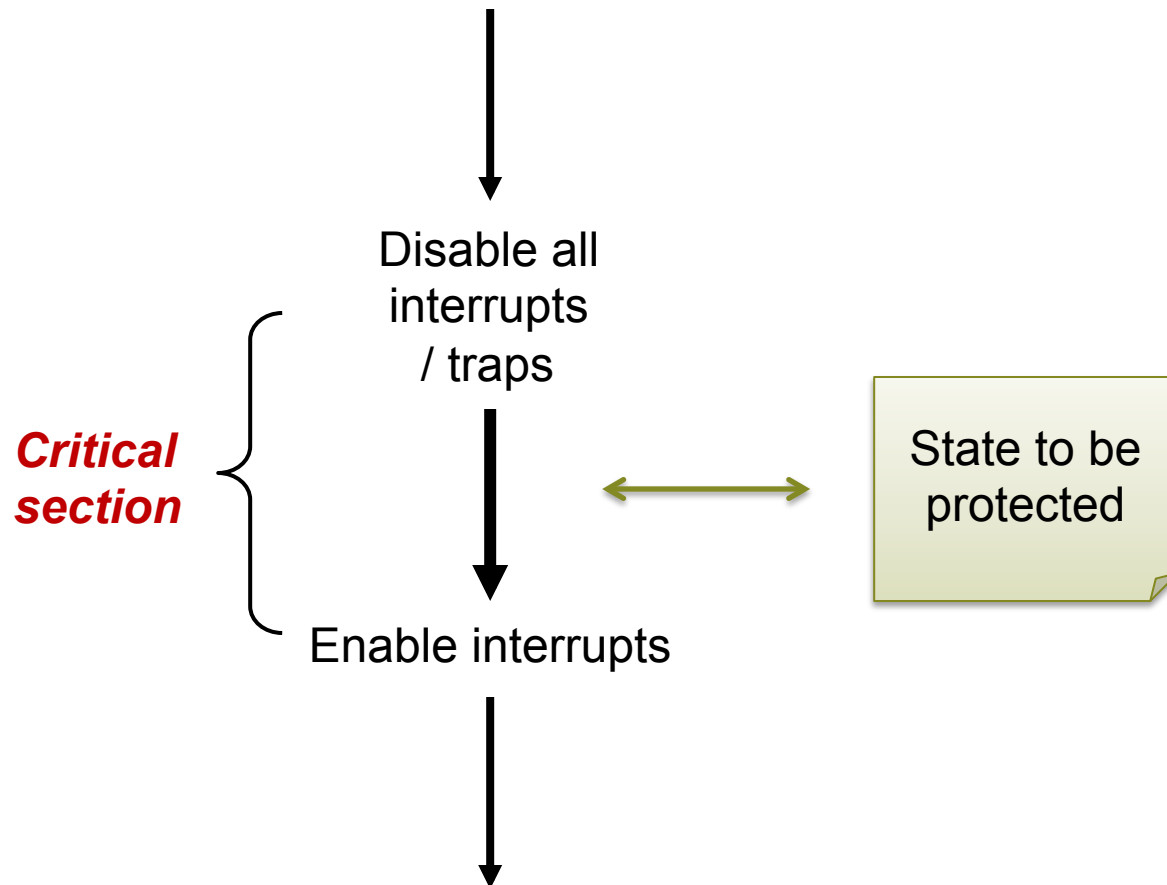 Disable all
interrupts
/ traps
Critical
section
State to be
protected
Enable interrupts